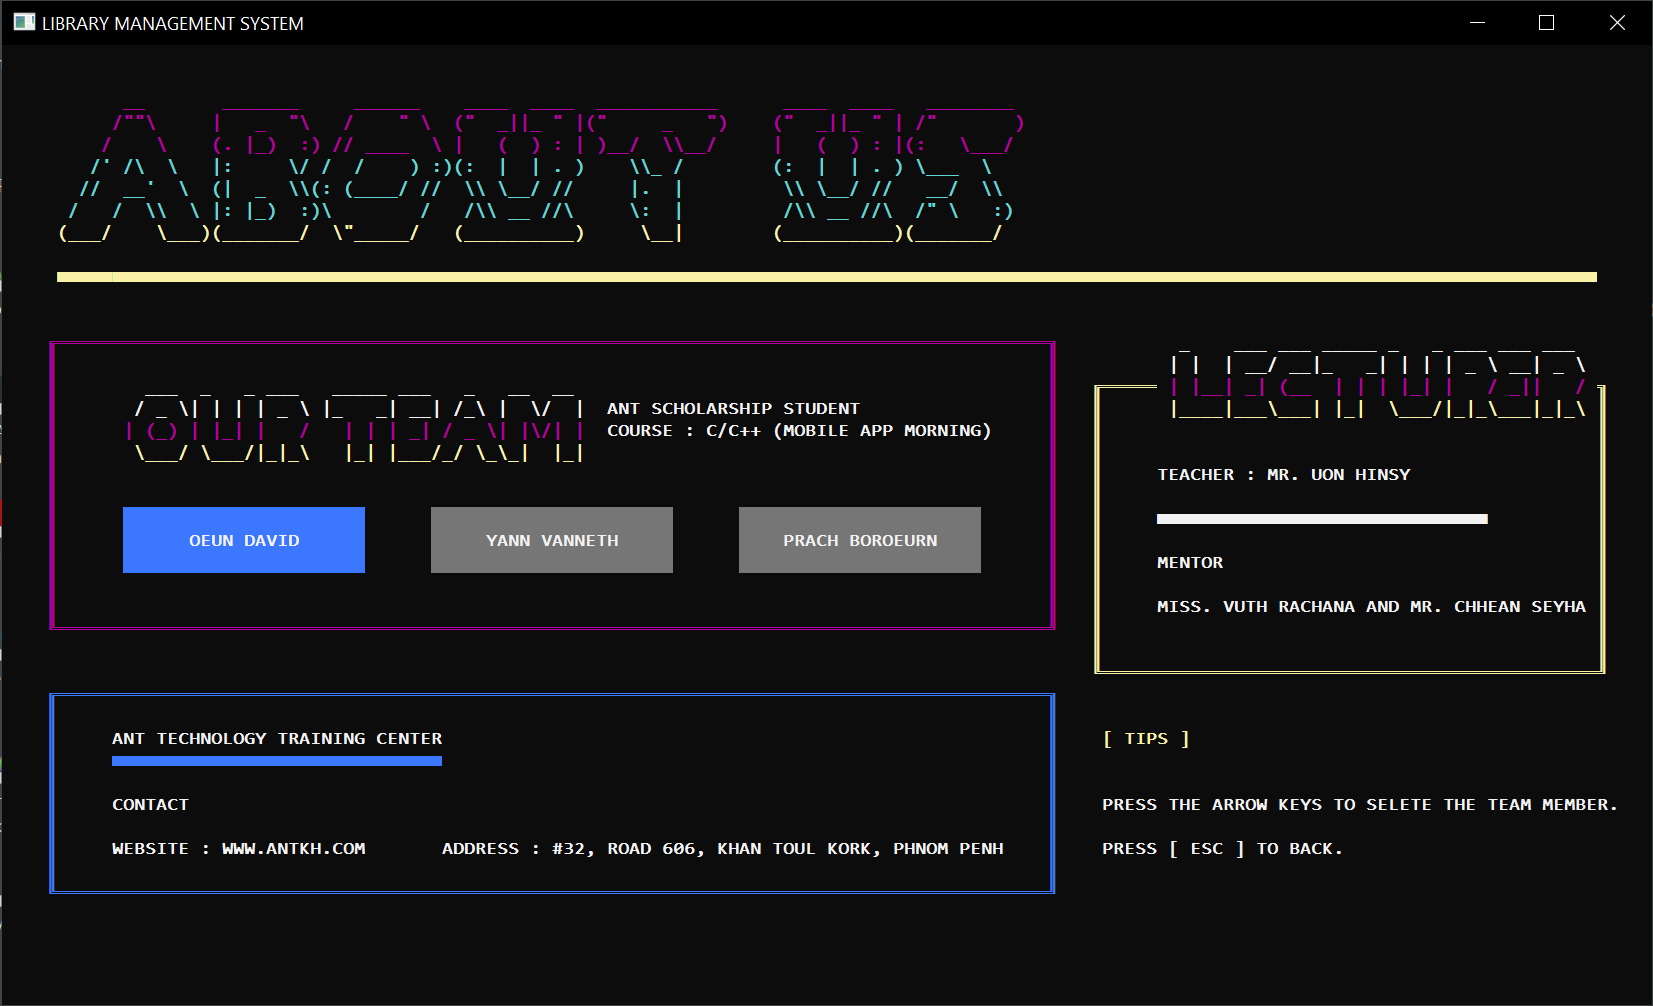 LIBRARY MANAGEMENT SYSTEM
ABOUT US
OUR TEAM
ANT SCHOLARSHIP STUDENT
COURSE : C/C++ (MOBILE APP MORNING)
OEUN DAVID
YANN VANNETH
PRACH BOROEURN
LECTURER
TEACHER : MR. UON HINSY
MENTOR
MISS. VUTH RACHANA AND MR. CHHEAN SEYHA
ANT TECHNOLOGY TRAINING CENTER
CONTACT
WEBSITE : WWW.ANTKH.COM
ADDRESS : #32, ROAD 606, KHAN TOUL KORK, PHNOM PENH
[ TIPS ]
PRESS THE ARROW KEYS TO SELETE THE TEAM MEMBER.
PRESS [ ESC ] TO BACK.